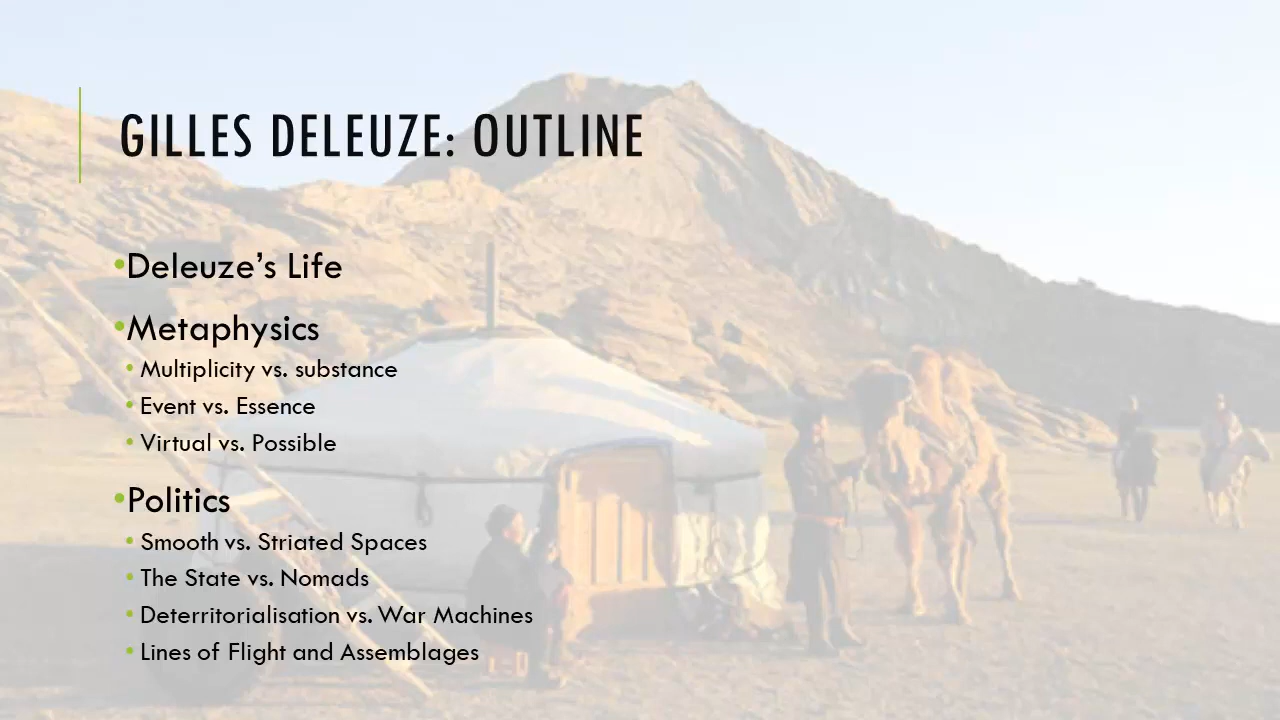 GILLES DELEUZE: OUTLINE
•Deleuze’s Life
•Metaphysics
• Multiplicity vs. substance
• Event vs. Essence
• Virtual vs. Possible
•Politics
• Smooth vs. Striated Spaces
• The State vs. Nomads
• Deterritorialisation vs. War Machines
• Lines of Flight and Assemblages